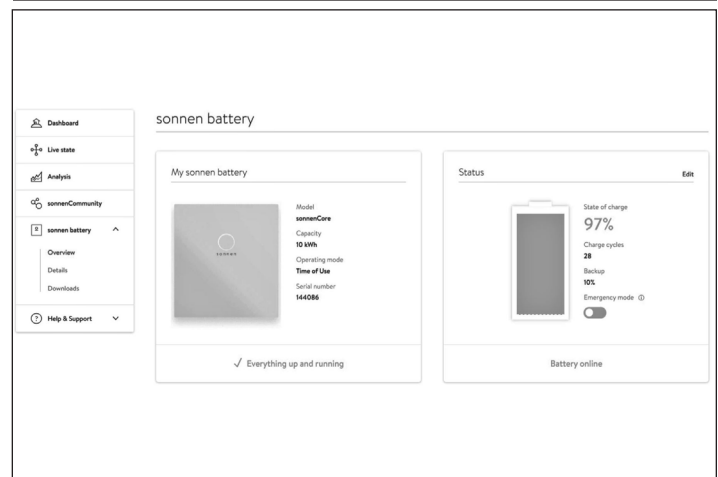 sonnen battery
Dashboard
Live state
Analysis
sonnenCommunity
sonnen battery
Overview
Details
Downloads
Help & Support
My sonnen battery
sonnen
Model
sonnenCore
Capacity
10 kWh
Operating mode
Time of Use
Serial number
144086
Everything up and running
Status
Edit
State of charge
97%
Charge cycles
28
Backup
10%
Emergency mode
Battery online